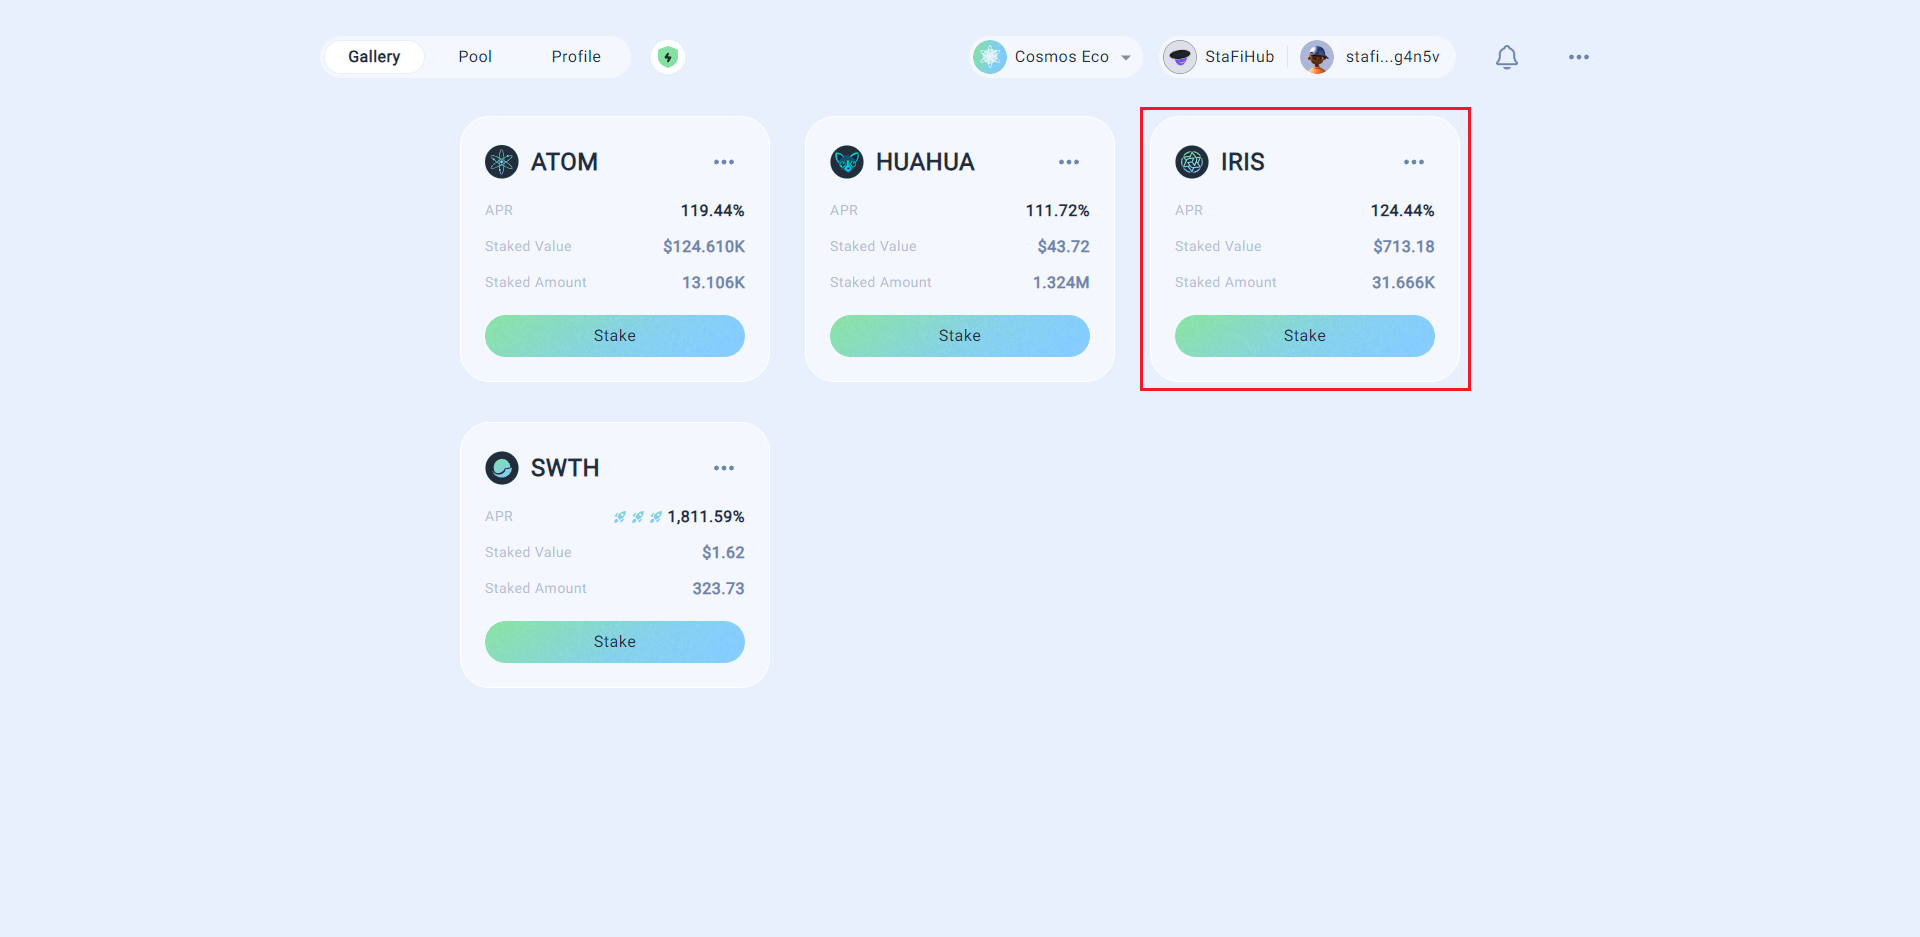 Gallery Pool Profile Cosmos Eco StaFiHub stafi...g4n5v
ATOM
APR 119.44%
Staked Value $124.610K
Staked Amount 13.106K
Stake
HUAHUA
APR 111.72%
Staked Value $43.72
Staked Amount 1.324M
Stake
IRIS
APR 124.44%
Staked Value $713.18
Staked Amount 31.666K
Stake
SWTH
APR 1,811.59%
Staked Value $1.62
Staked Amount 323.73
Stake